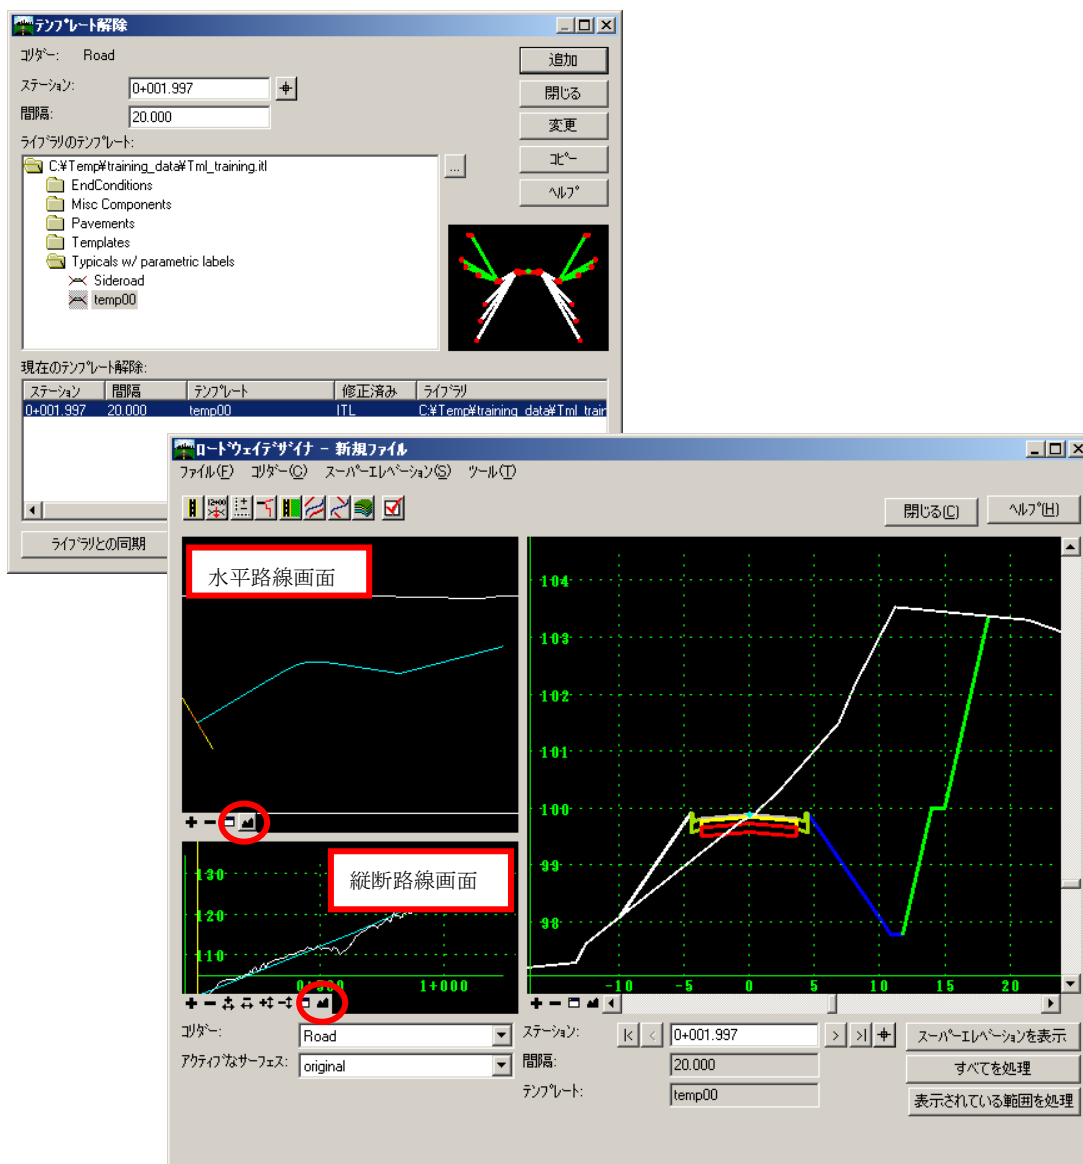 テンプレート解除
コリダー: Road
追加
ステーション: 0+001.997
閉じる
間隔: 20.000
変更
ライブラリのテンプレート:
C:¥Temp¥training_data¥Tml_training.itl
...
コピー
EndConditions
ヘルプ
Misc Components
Pavements
Templates
Typicals w/ parametric labels
Sideroad
temp00
現在のテンプレート解除:
ステーション 間隔 テンプレート 修正済み ライブラリ
0+001.997 20.000 temp00 ITL C:¥Temp¥training_data¥Tml_train
ライブラリとの同期
ロードウェイデザイナ - 新規ファイル
ファイル(F) コリダー(C) スーパーエレベーション(S) ツール(T)
12+00
閉じる(C) ヘルプ(H)
水平路線画面
104
103
102
101
100
99
98
-10 -5 0 5 10 15 20
縦断路線画面
130
120
110
1+000
コリダー: Road
ステーション: 0+001.997
スーパーエレベーションを表示
アクティブなサーフェス: original
間隔: 20.000
すべてを処理
テンプレート: temp00
表示されている範囲を処理